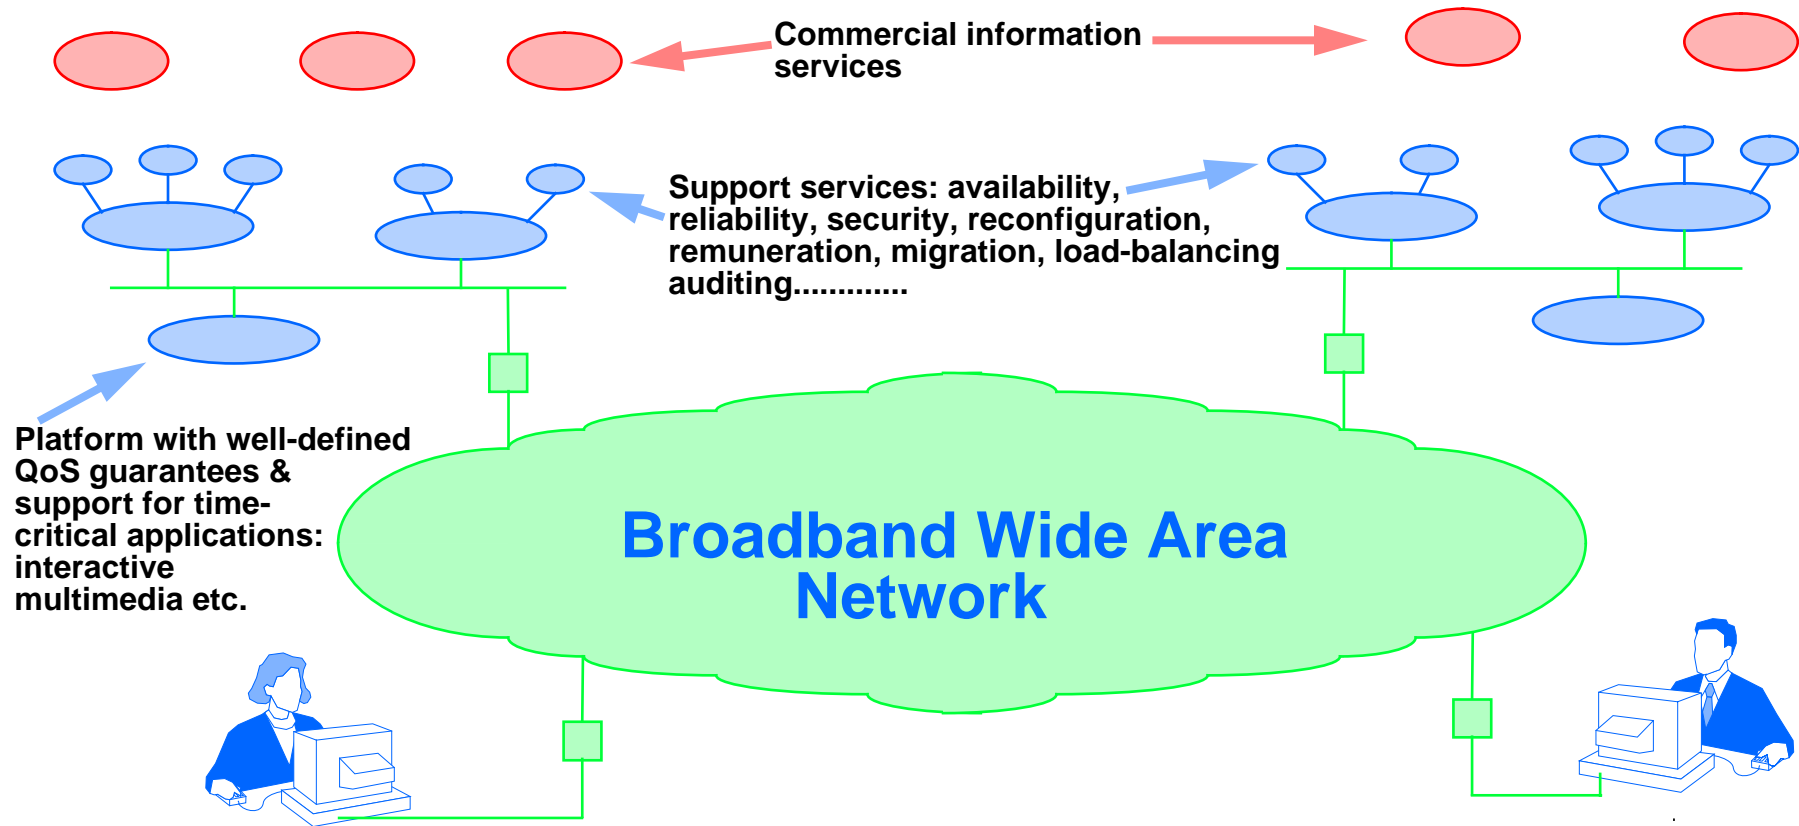 Commercial information
services
Support services: availability,
reliability, security, reconfiguration,
remuneration, migration, load-balancing
auditing.............
Platform with well-defined
QoS guarantees &
support for time-
critical applications:
interactive
multimedia etc.
Broadband Wide Area
Network